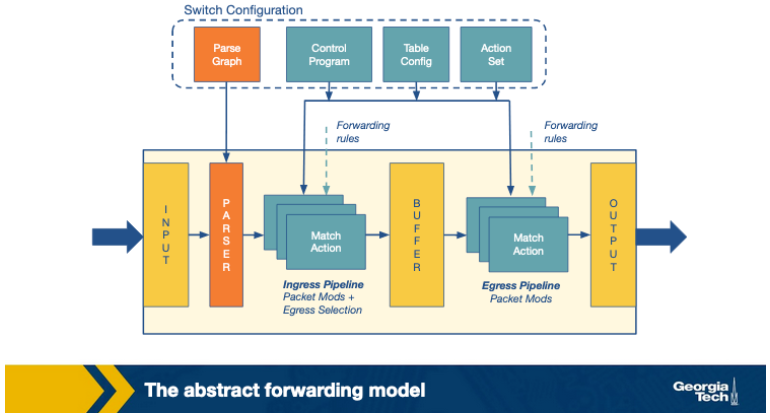 Switch Configuration
Parse
Graph
Control
Program
Table
Config
Action
Set
Forwarding
rules
Forwarding
rules
INPUT
PARSER
Match
Action
BUFFER
Match
Action
OUTPUT
Ingress Pipeline
Packet Mods +
Egress Selection
Egress Pipeline
Packet Mods
The abstract forwarding model
Georgia
Tech